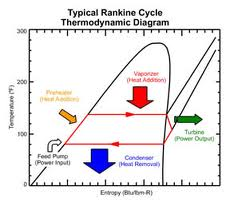 Typical Rankine Cycle
Thermodynamic Diagram
300
200
100
0
Temperature (°F)
Preheater
(Heat Addition)
Vaporizer
(Heat Addition)
Turbine
(Power Output)
Feed Pump
(Power Input)
Condenser
(Heat Removal)
Entropy (Btu/lbm-R)